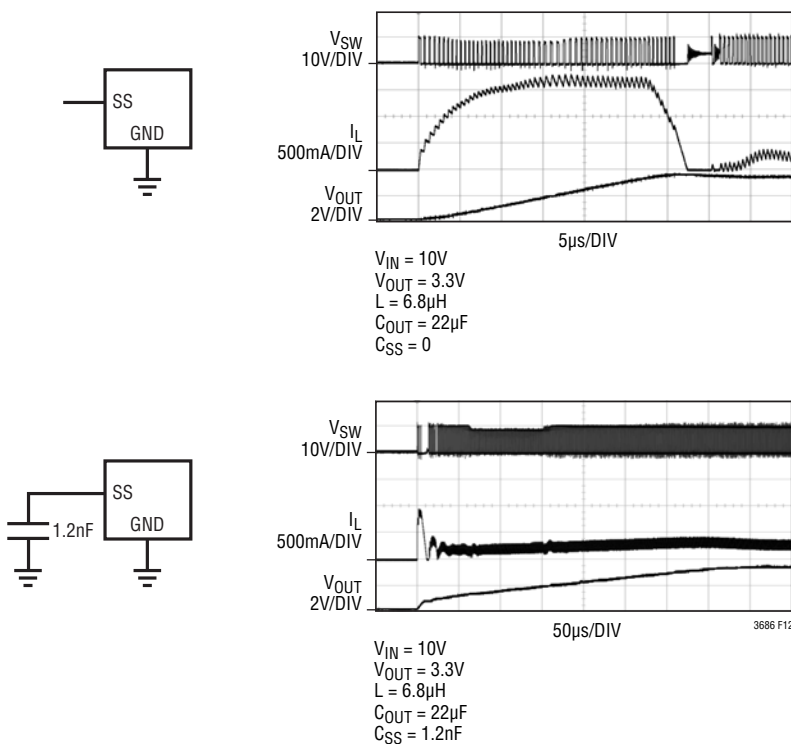 SS
GND
VSW
10V/DIV
IL
500mA/DIV
VOUT
2V/DIV
5µs/DIV
VIN = 10V
VOUT = 3.3V
L = 6.8µH
COUT = 22µF
CSS = 0
SS
GND
1.2nF
VSW
10V/DIV
IL
500mA/DIV
VOUT
2V/DIV
50µs/DIV
3686 F12
VIN = 10V
VOUT = 3.3V
L = 6.8µH
COUT = 22µF
CSS = 1.2nF